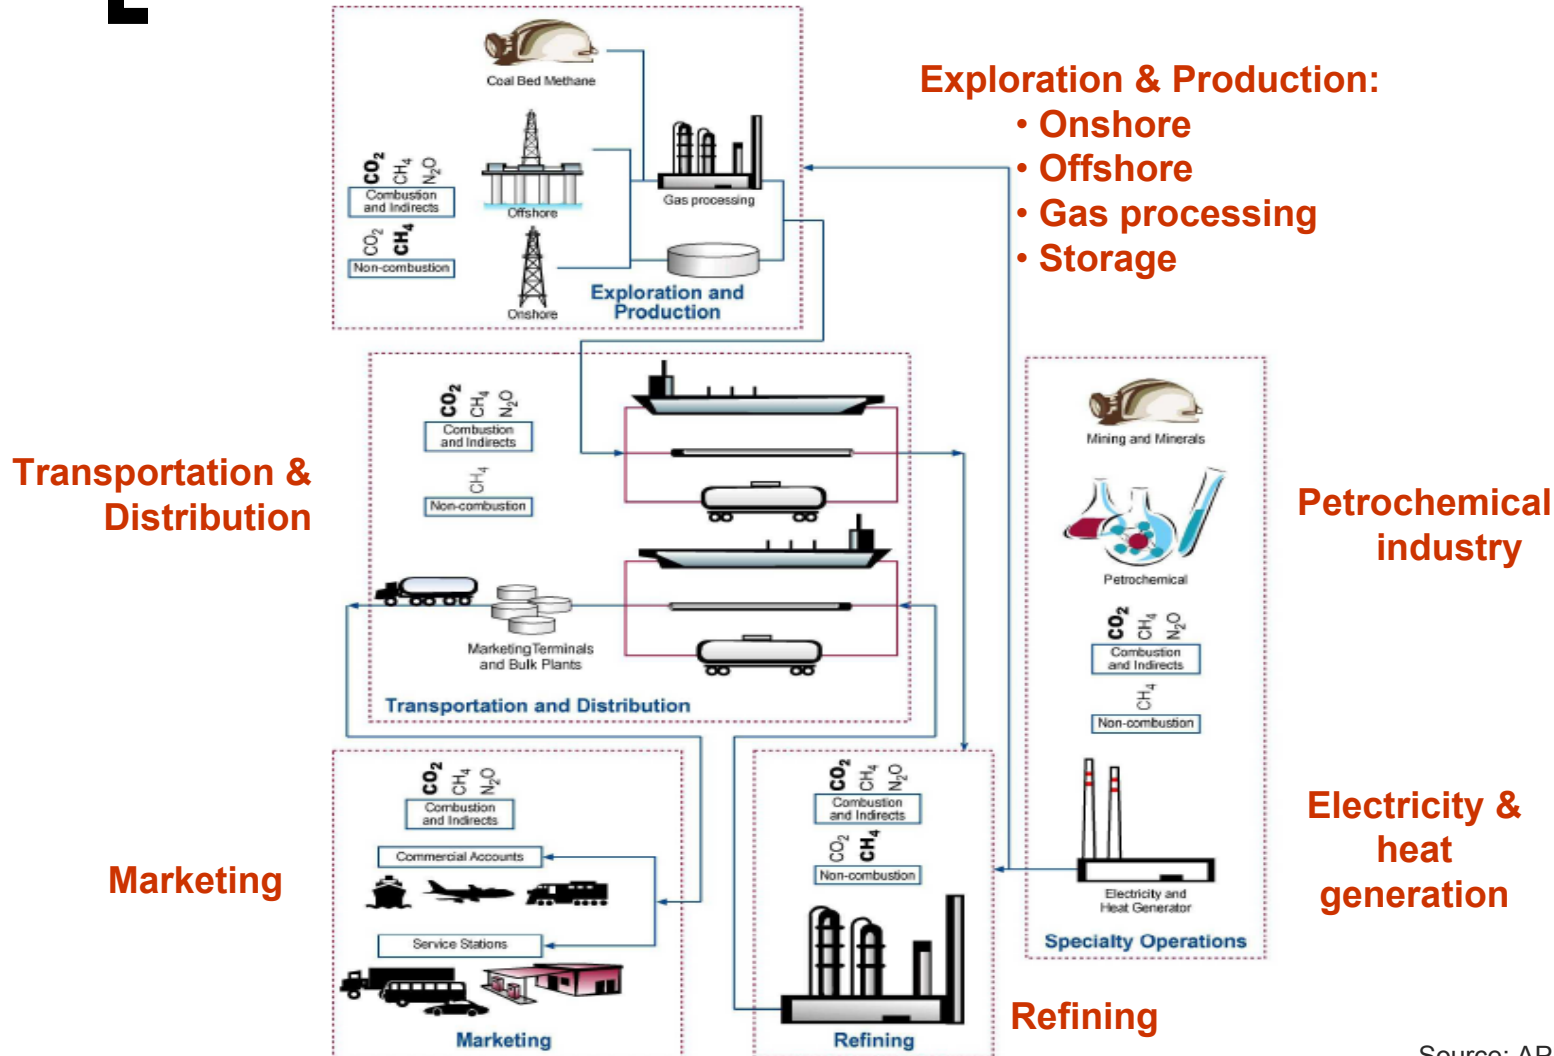 Coal Bed Methane
CO2 CH4 N2O
Combustion
and Indirects
CO2 CH4
Non-combustion
Offshore
Onshore
Gas processing
Exploration and
Production
Exploration & Production:
• Onshore
• Offshore
• Gas processing
• Storage
Transportation &
Distribution
CO2 CH4 N2O
Combustion
and Indirects
CH4
Non-combustion
Marketing Terminals
and Bulk Plants
Transportation and Distribution
Mining and Minerals
Petrochemical
CO2 CH4 N2O
Combustion
and Indirects
CH4
Non-combustion
Electricity and
Heat Generator
Specialty Operations
Petrochemical
industry
Electricity &
heat
generation
Marketing
CO2 CH4 N2O
Combustion
and Indirects
Commercial Accounts
Service Stations
Marketing
CO2 CH4 N2O
Combustion
and Indirects
CO2 CH4
Non-combustion
Refining
Refining
Source: AP